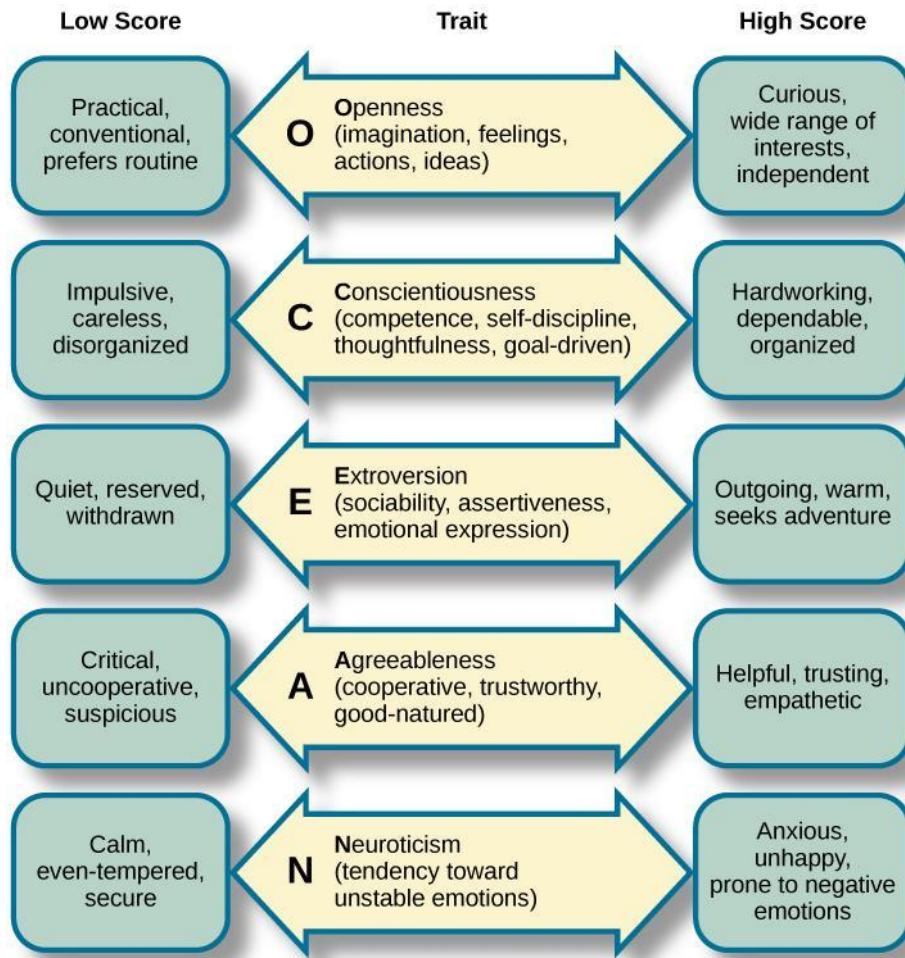 Low Score
Trait
High Score
Practical,
conventional,
prefers routine
O
Openness
(imagination, feelings,
actions, ideas)
Curious,
wide range of
interests,
independent
Impulsive,
careless,
disorganized
C
Conscientiousness
(competence, self-discipline,
thoughtfulness, goal-driven)
Hardworking,
dependable,
organized
Quiet, reserved,
withdrawn
E
Extroversion
(sociability, assertiveness,
emotional expression)
Outgoing, warm,
seeks adventure
Critical,
uncooperative,
suspicious
A
Agreeableness
(cooperative, trustworthy,
good-natured)
Helpful, trusting,
empathetic
Calm,
even-tempered,
secure
N
Neuroticism
(tendency toward
unstable emotions)
Anxious,
unhappy,
prone to negative
emotions